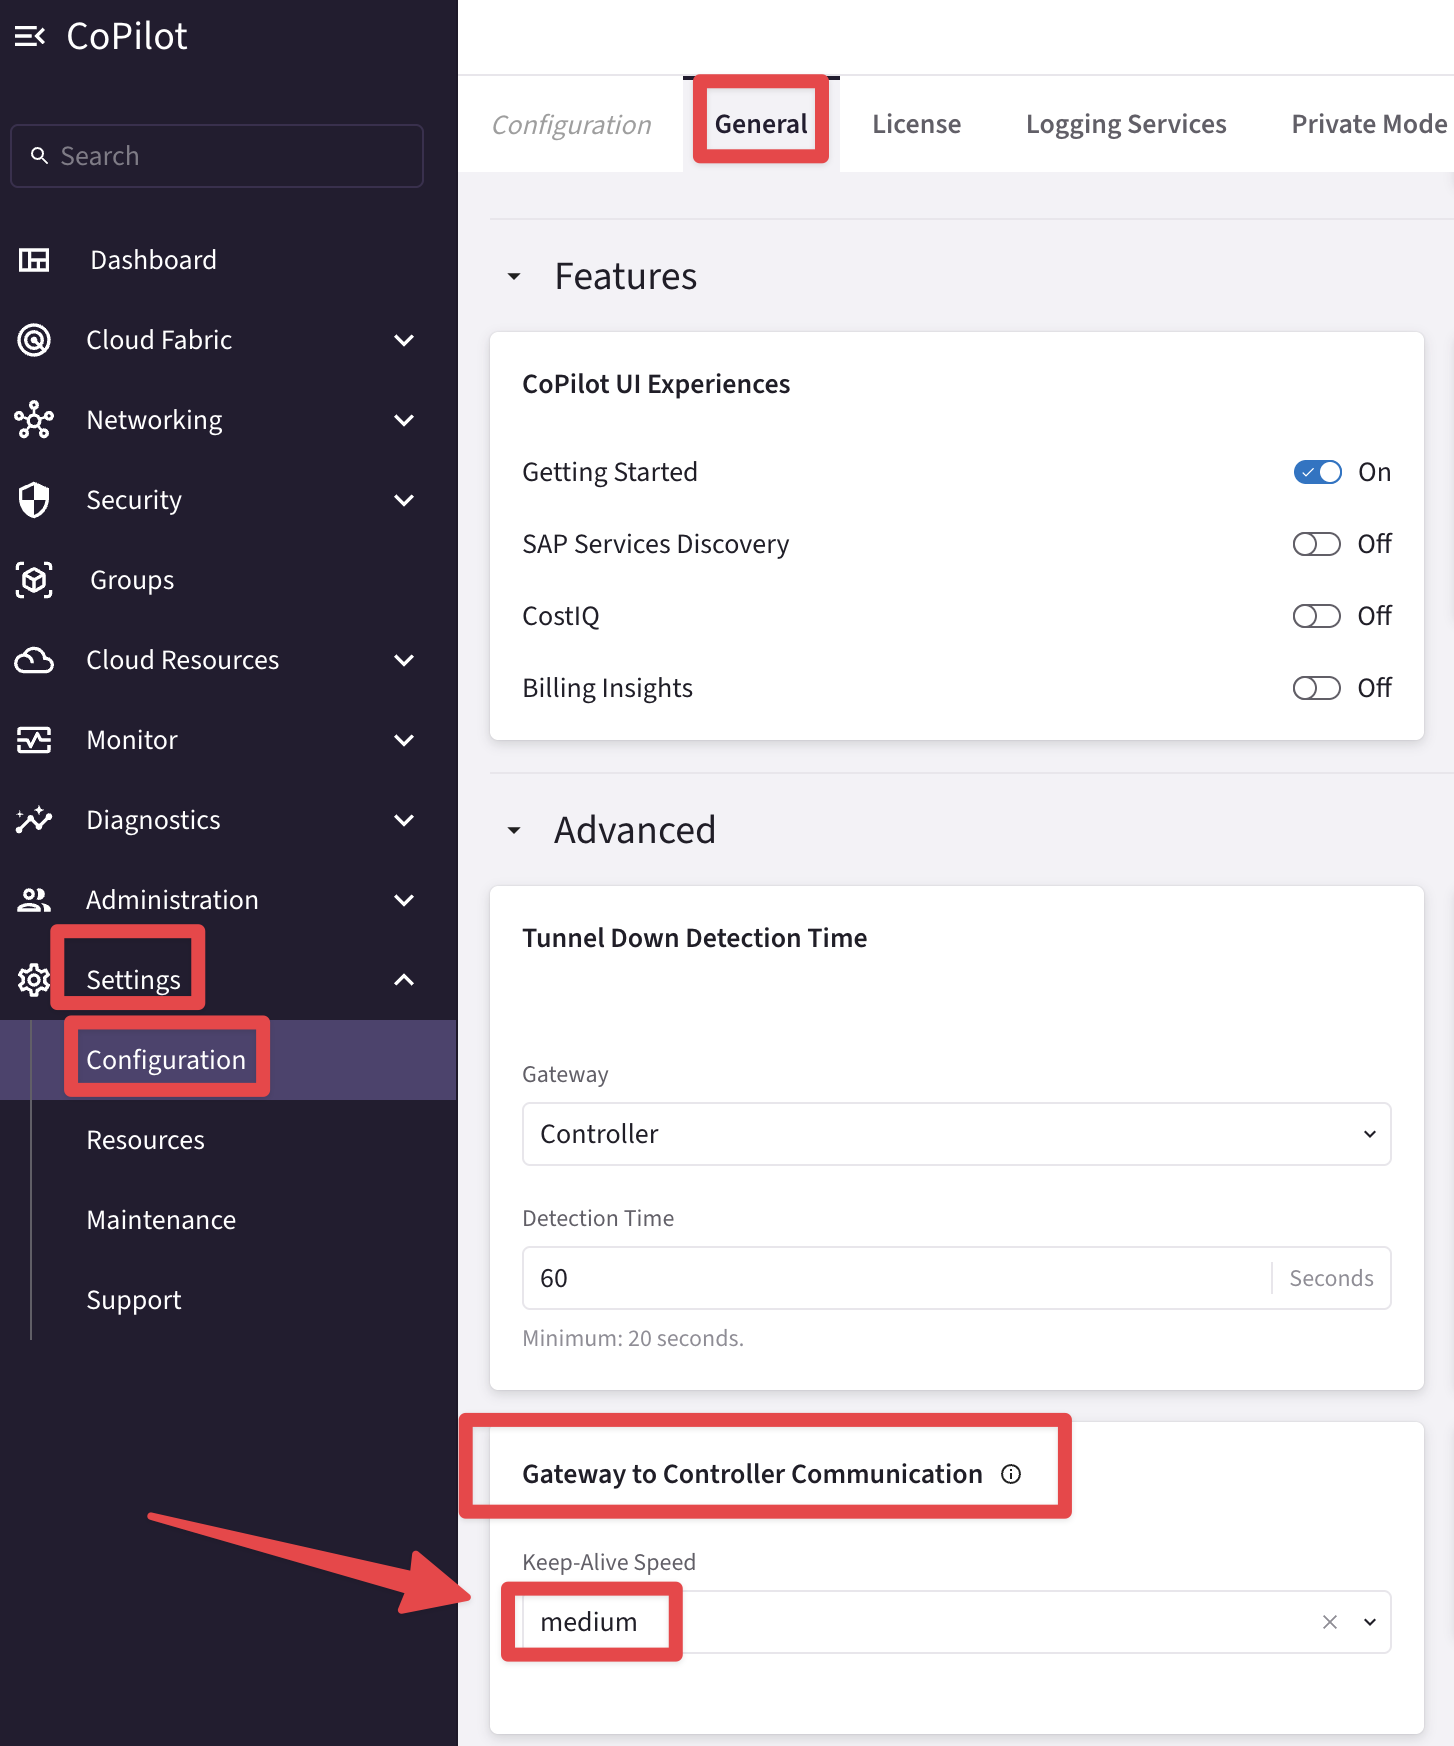 CoPilot
Search
Dashboard
Cloud Fabric
Networking
Security
Groups
Cloud Resources
Monitor
Diagnostics
Administration
Settings
Configuration
Resources
Maintenance
Support
Configuration
General
License
Logging Services
Private Mode
Features
CoPilot UI Experiences
Getting Started On
SAP Services Discovery Off
CostIQ Off
Billing Insights Off
Advanced
Tunnel Down Detection Time
Gateway
Controller
Detection Time
60 Seconds
Minimum: 20 seconds.
Gateway to Controller Communication
Keep-Alive Speed
medium